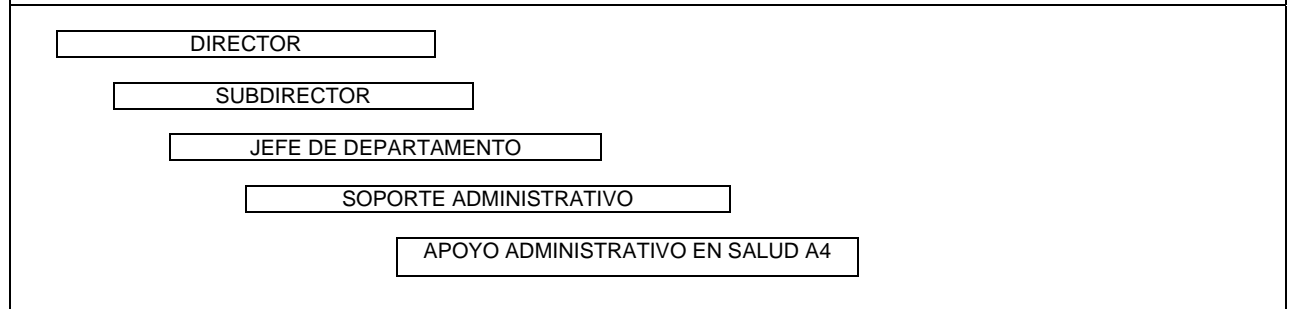 DIRECTOR
SUBDIRECTOR
JEFE DE DEPARTAMENTO
SOPORTE ADMINISTRATIVO
APOYO ADMINISTRATIVO EN SALUD A4